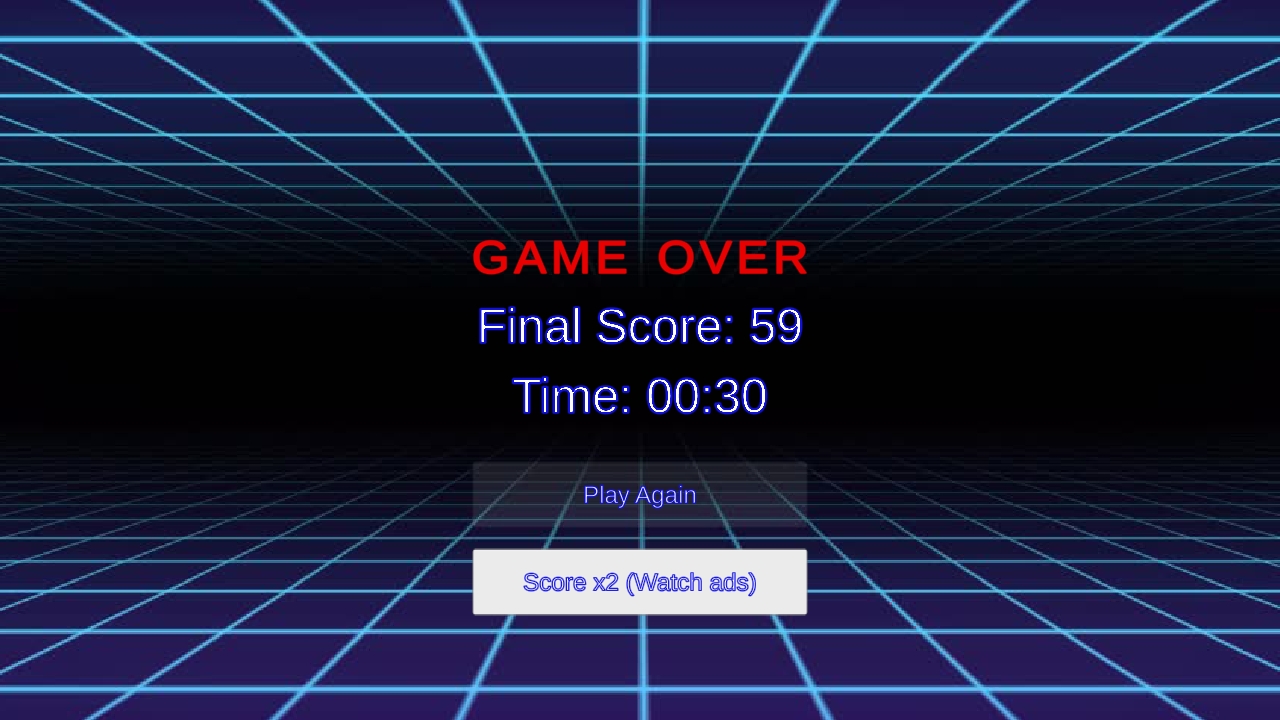 GAME OVER
Final Score: 59
Time: 00:30
Play Again
Score x2 (Watch ads)